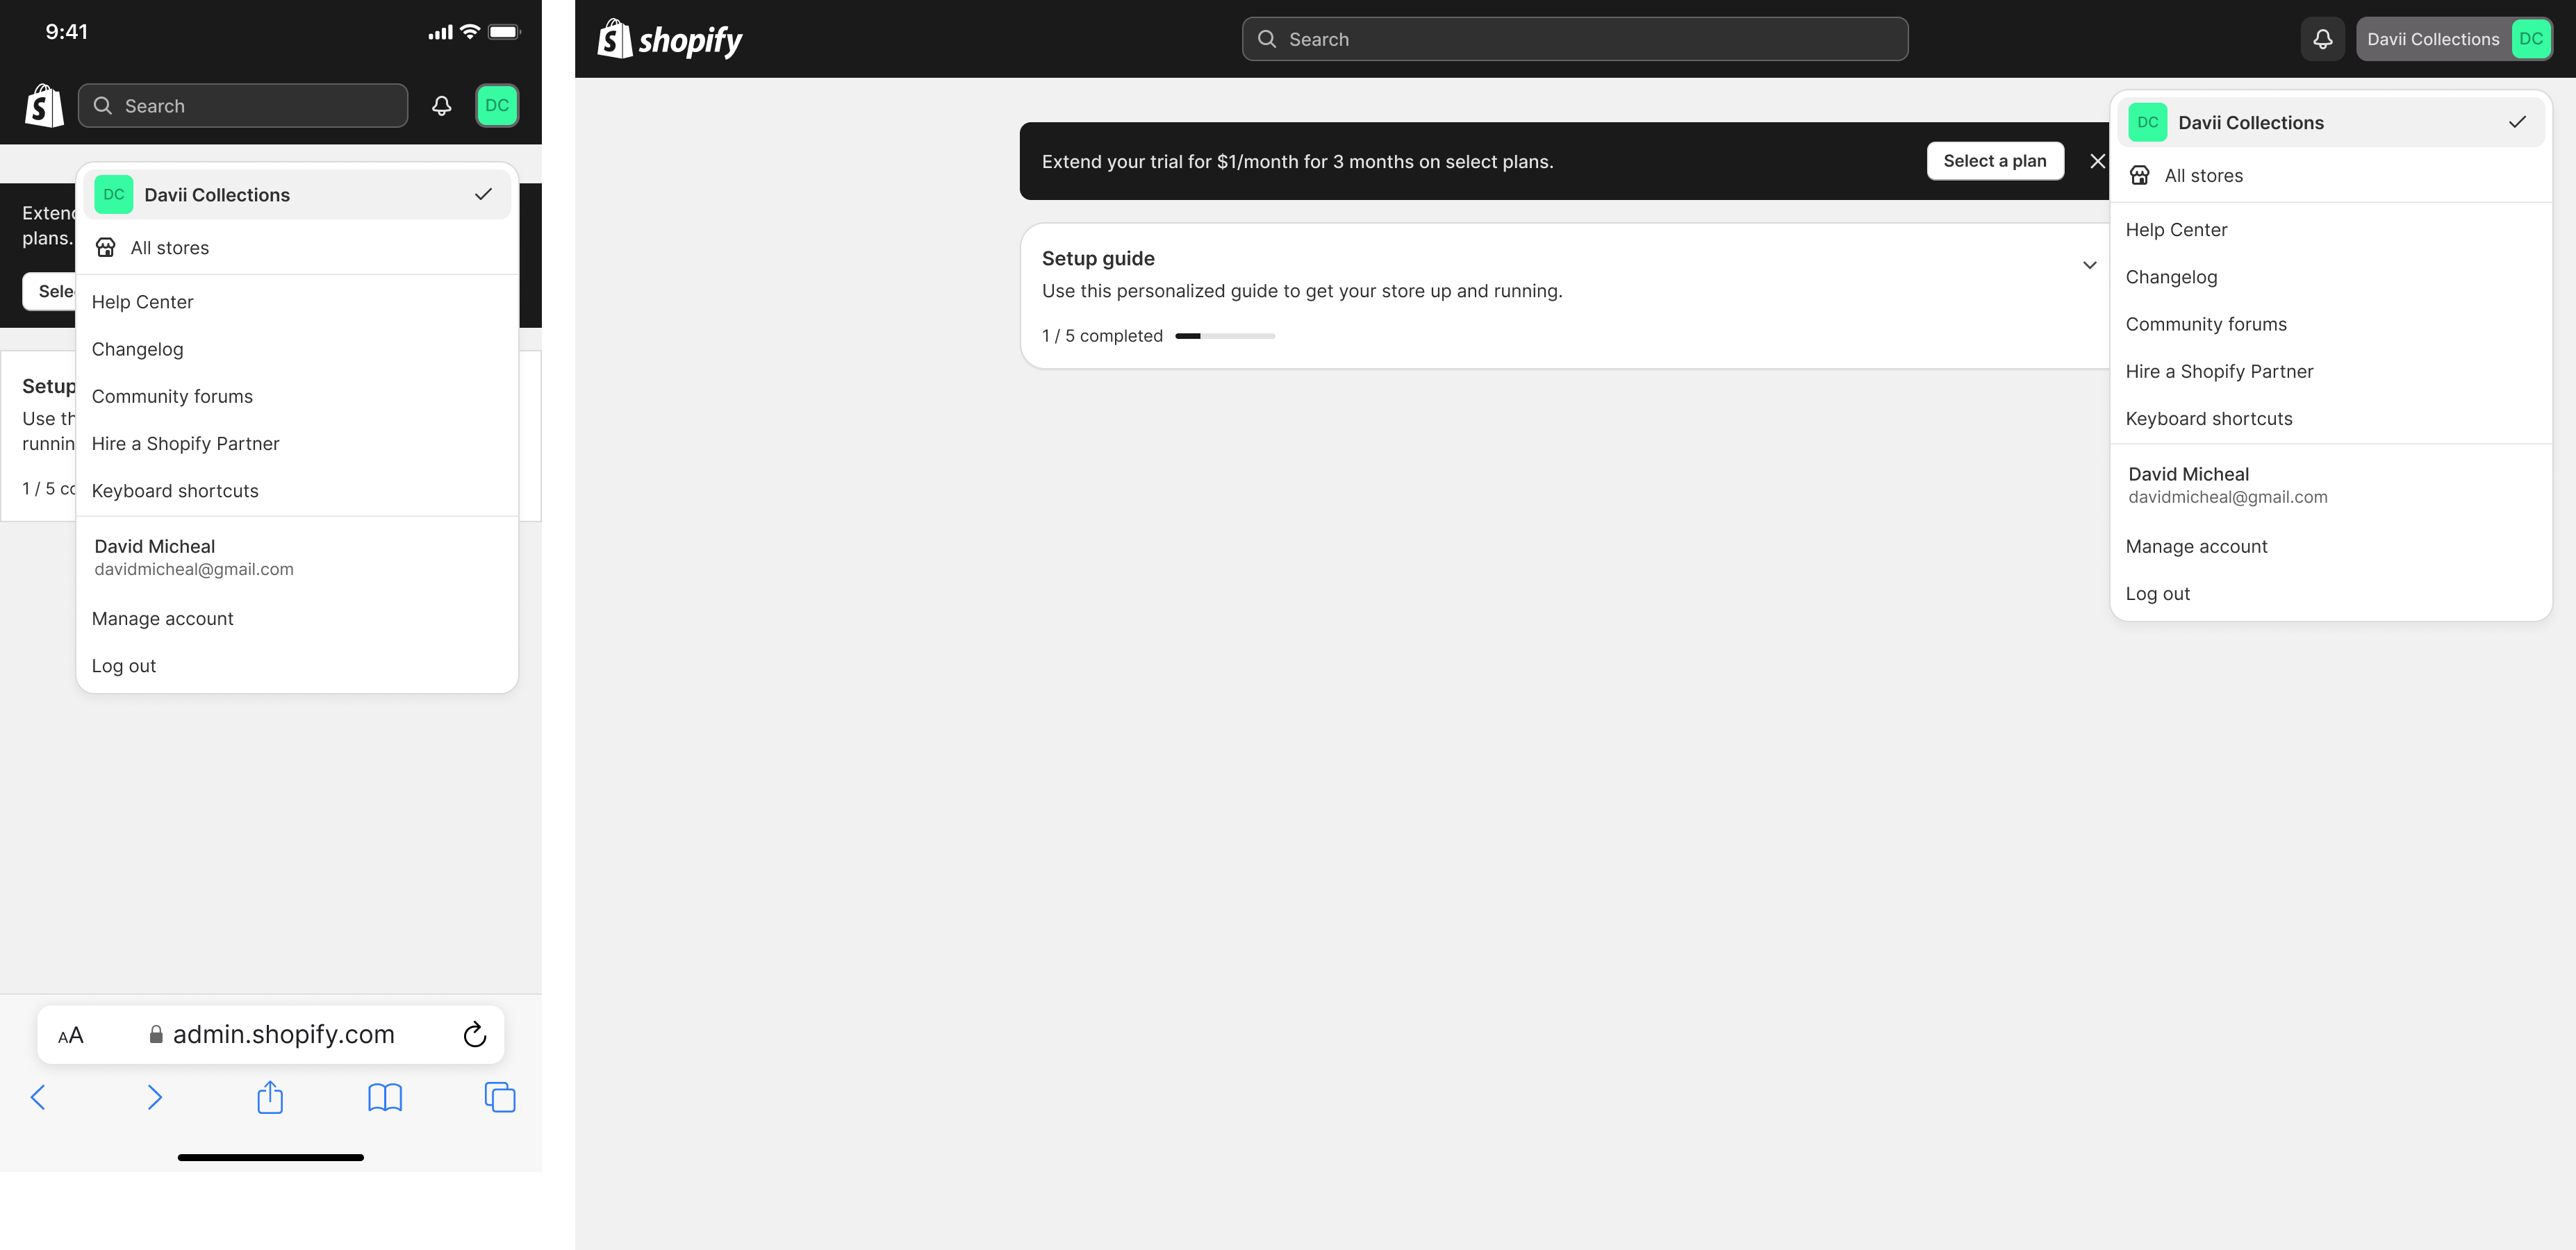 9:41
S
Search
DC
DC
Davii Collections
All stores
Exten
plans.
Sele
Help Center
Changelog
Community forums
Hire a Shopify Partner
Keyboard shortcuts
Setup
Use th
runnin
1 / 5 co
David Micheal
davidmicheal@gmail.com
Manage account
Log out
AA
admin.shopify.com
S
shopify
Search
Davii Collections
DC
Extend your trial for $1/month for 3 months on select plans.
Select a plan
Setup guide
Use this personalized guide to get your store up and running.
1 / 5 completed
DC
Davii Collections
All stores
Help Center
Changelog
Community forums
Hire a Shopify Partner
Keyboard shortcuts
David Micheal
davidmicheal@gmail.com
Manage account
Log out